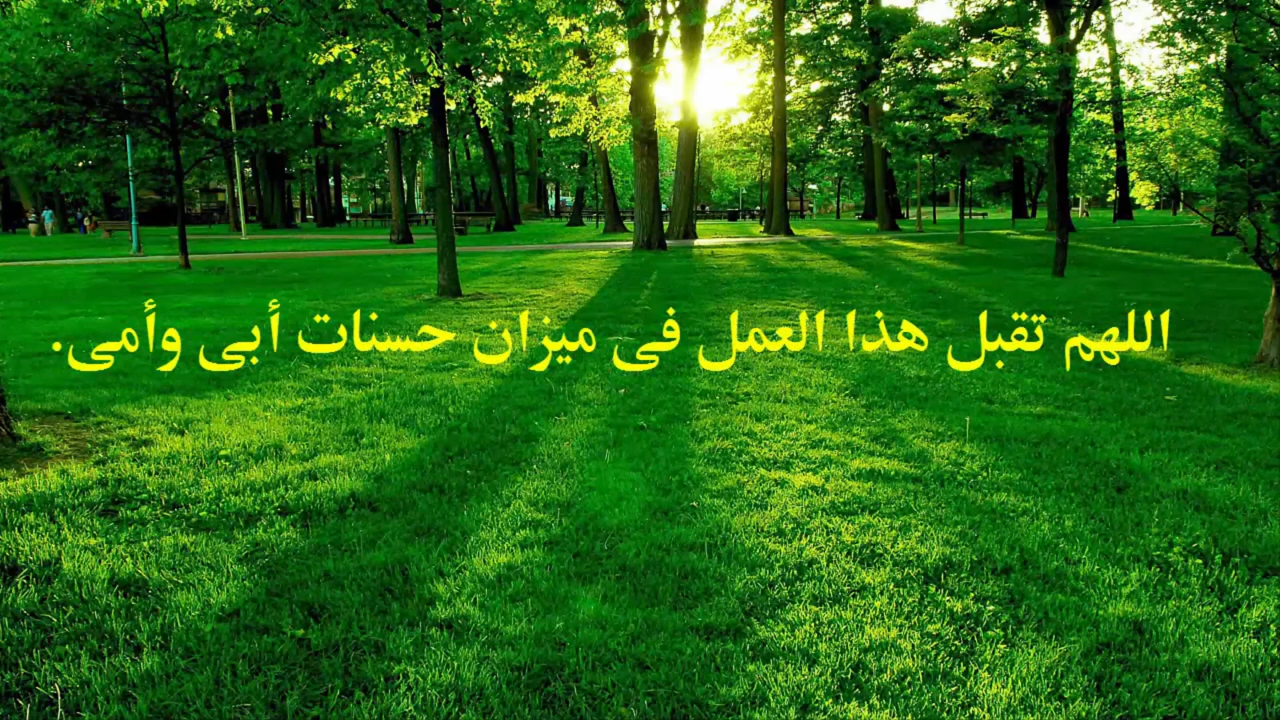 اللهم تقبل هذا العمل فى ميزان حسنات أبى وأمى.